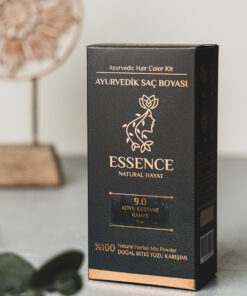 Ayurvedic Hair Color Kit
AYURVEDİK SAÇ BOYASI
ESSENCE
NATURAL HAYAT
9.0
KOYU KESTANE
KAHVE
%100
Natural Herbal Mix Powder
DOĞAL BİTKİ TOZU KARIŞIMI